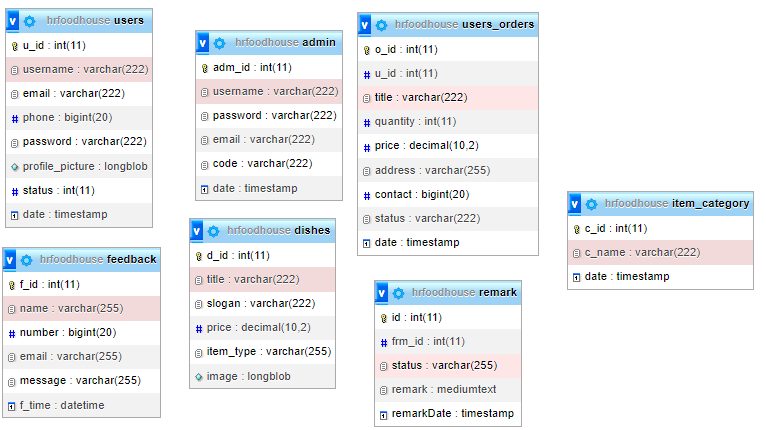 hrfoodhouse users
u_id : int(11)
username : varchar(222)
email : varchar(222)
phone : bigint(20)
password : varchar(222)
profile_picture : longblob
status : int(11)
date : timestamp
hrfoodhouse admin
adm_id : int(11)
username : varchar(222)
password : varchar(222)
email : varchar(222)
code : varchar(222)
date : timestamp
hrfoodhouse users_orders
o_id : int(11)
u_id : int(11)
title : varchar(222)
quantity : int(11)
price : decimal(10,2)
address : varchar(255)
contact : bigint(20)
status : varchar(222)
date : timestamp
hrfoodhouse item_category
c_id : int(11)
c_name : varchar(222)
date : timestamp
hrfoodhouse feedback
f_id : int(11)
name : varchar(255)
number : bigint(20)
email : varchar(255)
message : varchar(255)
f_time : datetime
hrfoodhouse dishes
d_id : int(11)
title : varchar(222)
slogan : varchar(222)
price : decimal(10,2)
item_type : varchar(255)
image : longblob
hrfoodhouse remark
id : int(11)
frm_id : int(11)
status : varchar(255)
remark : mediumtext
remarkDate : timestamp